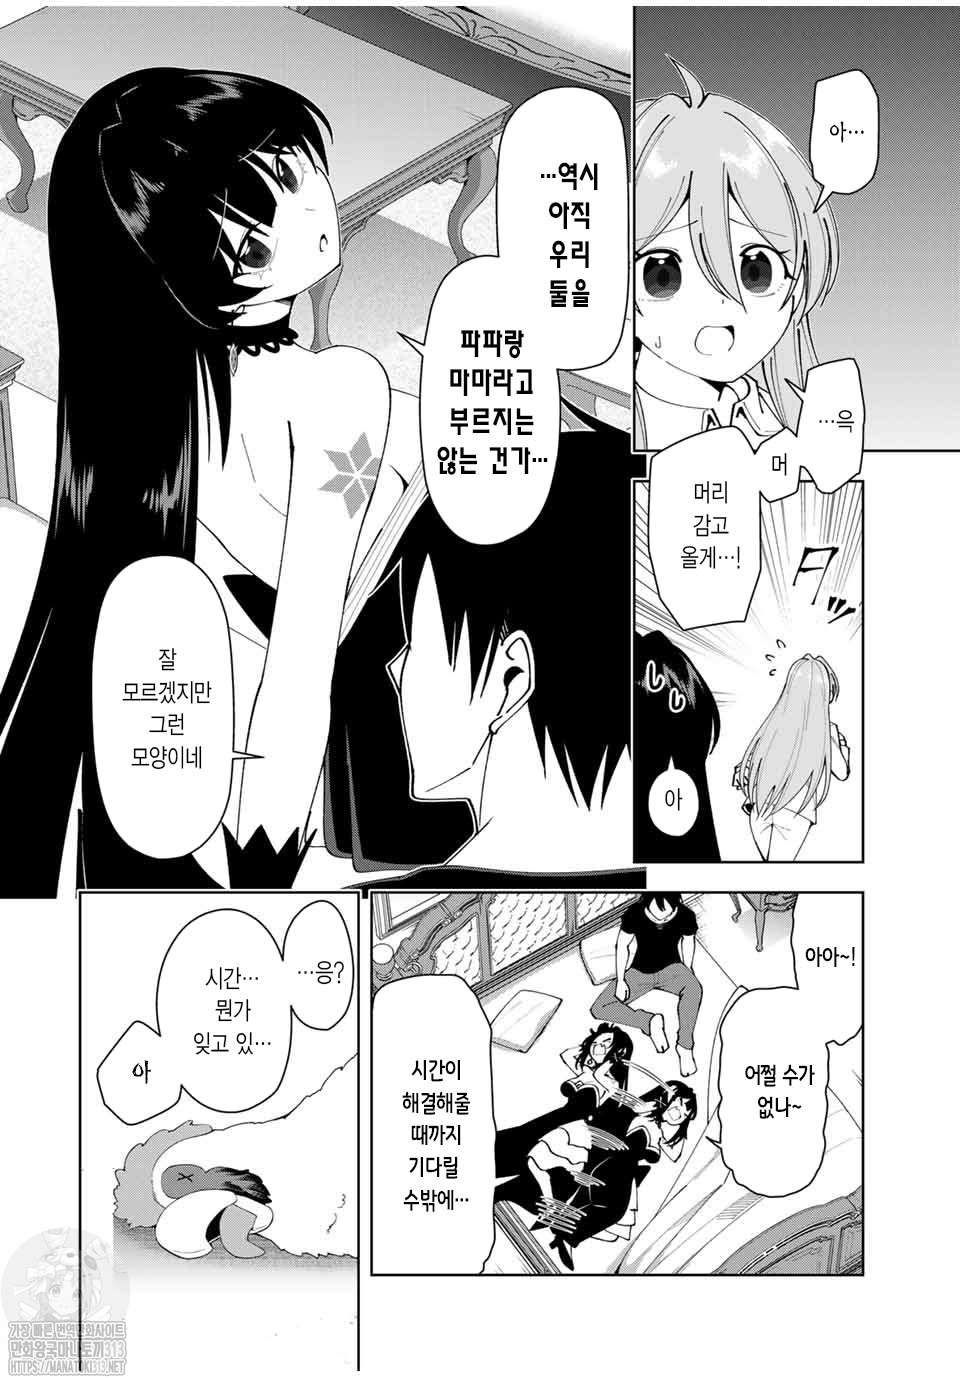 아…
…윽
머
머리
감고
올게…!
아
…역시
아직
우리
둘을
파파랑
마마라고
부르지는
않는 건가…
잘
모르겠지만
그런
모양이네
아아~!
어쩔 수가
없나~
시간이
해결해줄
때까지
기다릴
수밖에…
…응?
시간…
뭔가
잊고 있…
아
가장 빠른 번역만화사이트
만화왕국마나토끼313
HTTPS://MANATOKI313.NET